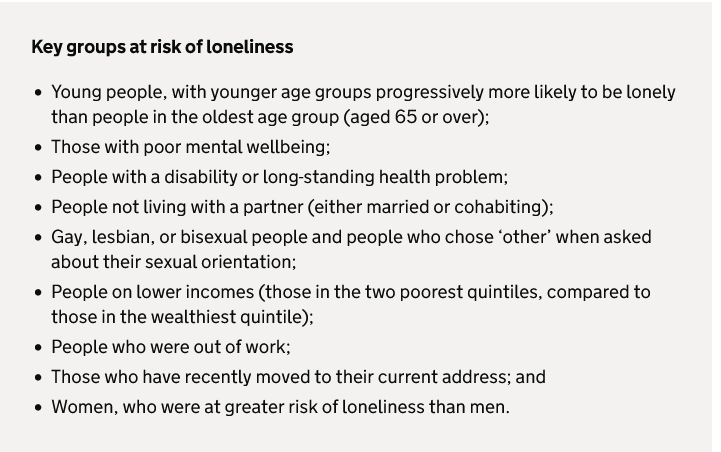 Key groups at risk of loneliness
• Young people, with younger age groups progressively more likely to be lonely
than people in the oldest age group (aged 65 or over);
• Those with poor mental wellbeing;
• People with a disability or long-standing health problem;
• People not living with a partner (either married or cohabiting);
• Gay, lesbian, or bisexual people and people who chose ‘other’ when asked
about their sexual orientation;
• People on lower incomes (those in the two poorest quintiles, compared to
those in the wealthiest quintile);
• People who were out of work;
• Those who have recently moved to their current address; and
• Women, who were at greater risk of loneliness than men.